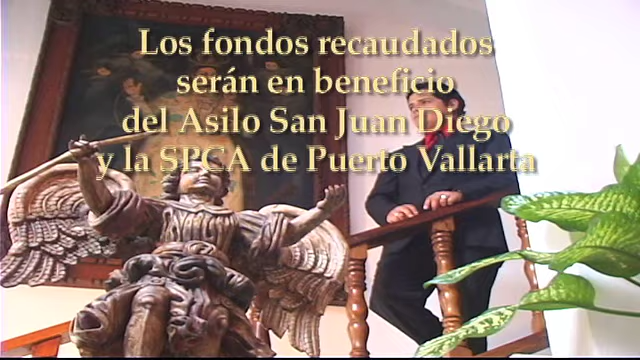 Los fondos recaudados
serán en beneficio
del Asilo San Juan Diego
y la SPCA de Puerto Vallarta